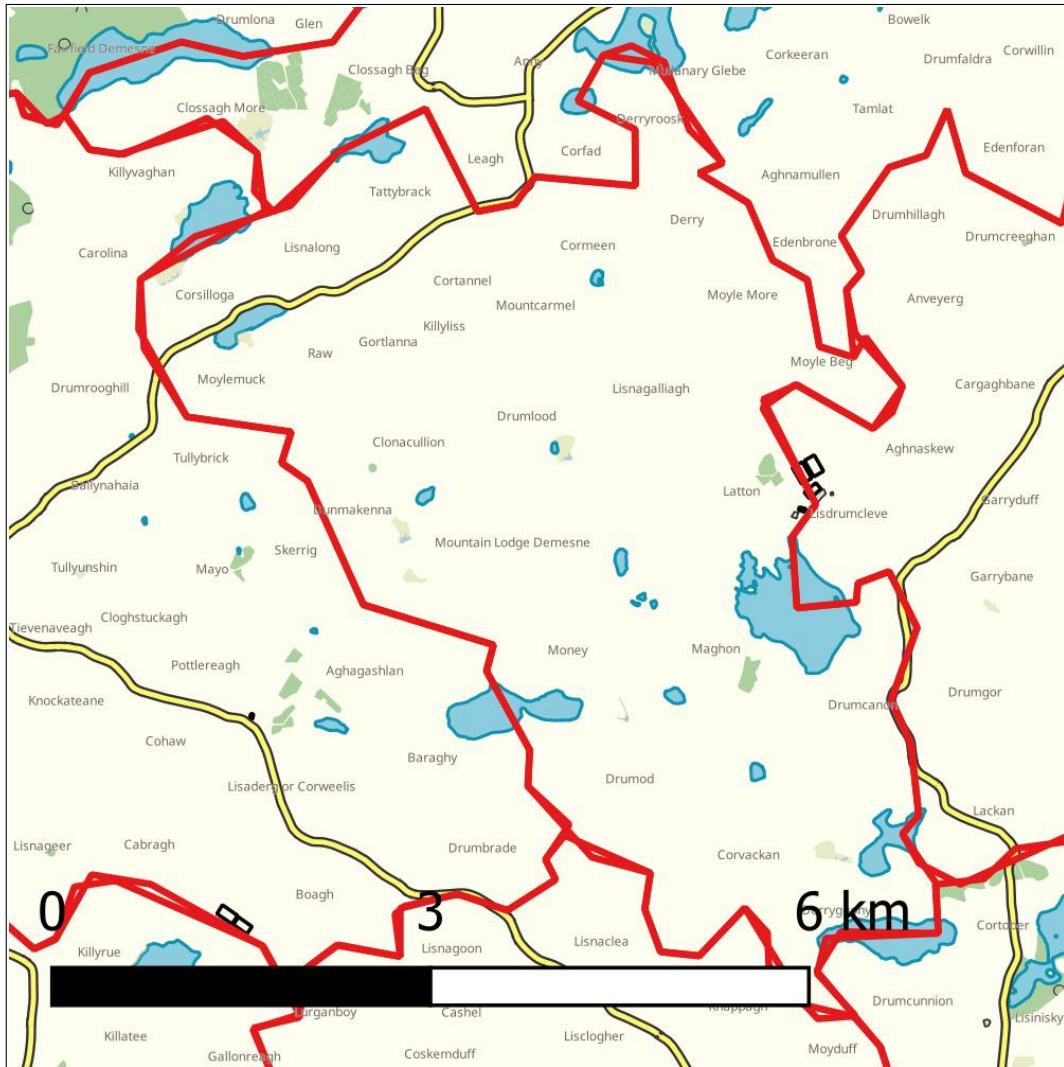 Drumlona
Glen
Bowelk
Fairfield Demesne
Corkeeran
Corwillin
Drumfaldra
Clossagh Beg
Anny
Mullanary Glebe
Clossagh More
Tamlat
Derryroosk
Edenforan
Corfad
Leagh
Killyvaghan
Aghnamullen
Tattybrack
Drumhillagh
Derry
Drumcreeghan
Lisnalong
Cormeen
Edenbrone
Carolina
Cortannel
Corsilloga
Moyle More
Anveyerg
Mountcarmel
Killyliss
Gortlanna
Raw
Moyle Beg
Moylemuck
Drumrooghill
Lisnagalliagh
Cargaghbane
Drumlood
Clonacullion
Aghnaskew
Tullybrick
Ballynahaia
Latton
Garryduff
Dunmakenna
Lisdrumcleve
Skerrig
Mountain Lodge Demesne
Tullyunshin
Mayo
Garrybane
Cloghstuckagh
Tievenaveagh
Money
Maghon
Pottlereagh
Aghagashlan
Drumgor
Knockateane
Drumcanon
Cohaw
Baraghy
Lisaderg or Corweelis
Drumod
Lackan
Lisnageer
Cabragh
Drumbrade
Corvackan
Boagh
0
3
6 km
Cortober
Killyrue
Lisnagoon
Lisnaclea
Drumcunnion
Lurganboy
Cashel
Knappagh
Lisinisky
Killatee
Lisclogher
Gallonreagh
Coskemduff
Moyduff